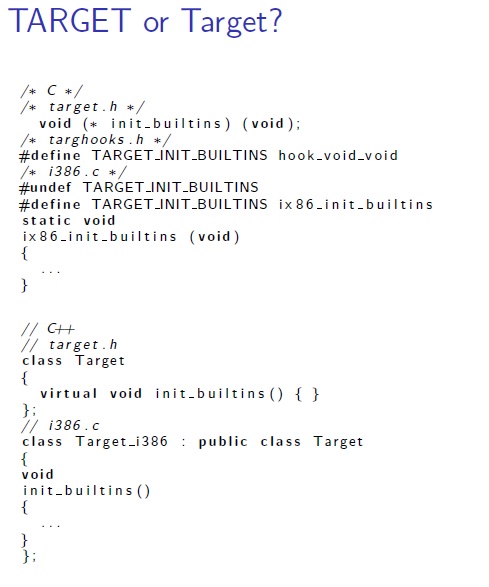 TARGET or Target?
/* C */
/* target.h */
void (* init_builtins) (void);
/* targhooks.h */
#define TARGET_INIT_BUILTINS hook_void_void
/* i386.c */
#undef TARGET_INIT_BUILTINS
#define TARGET_INIT_BUILTINS ix86_init_builtins
static void
ix86_init_builtins (void)
{
...
}
// C++
// target.h
class Target
{
virtual void init_builtins() { }
};
// i386.c
class Target_i386 : public class Target
{
void
init_builtins()
{
...
}
};